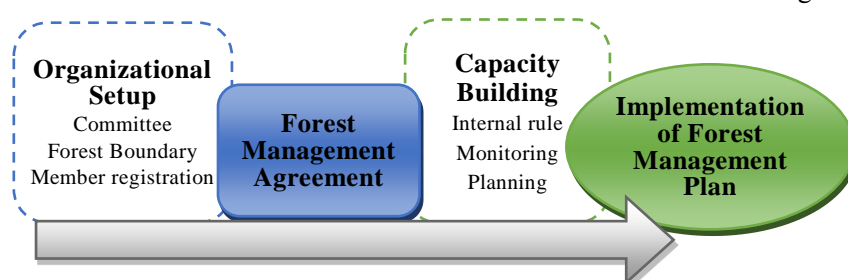 Organizational
Setup
Committee
Forest Boundary
Member registration
Forest
Management
Agreement
Capacity
Building
Internal rule
Monitoring
Planning
Implementation
of Forest
Management
Plan